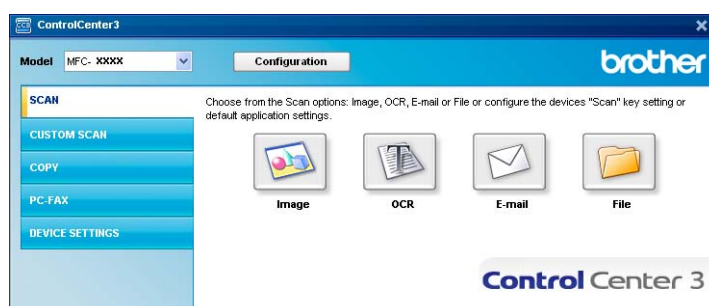 ControlCenter3
Model MFC- XXXX Configuration brother
SCAN
CUSTOM SCAN
COPY
PC-FAX
DEVICE SETTINGS
Choose from the Scan options: Image, OCR, E-mail or File or configure the devices "Scan" key setting or
default application settings.
Image OCR E-mail File
Control Center 3